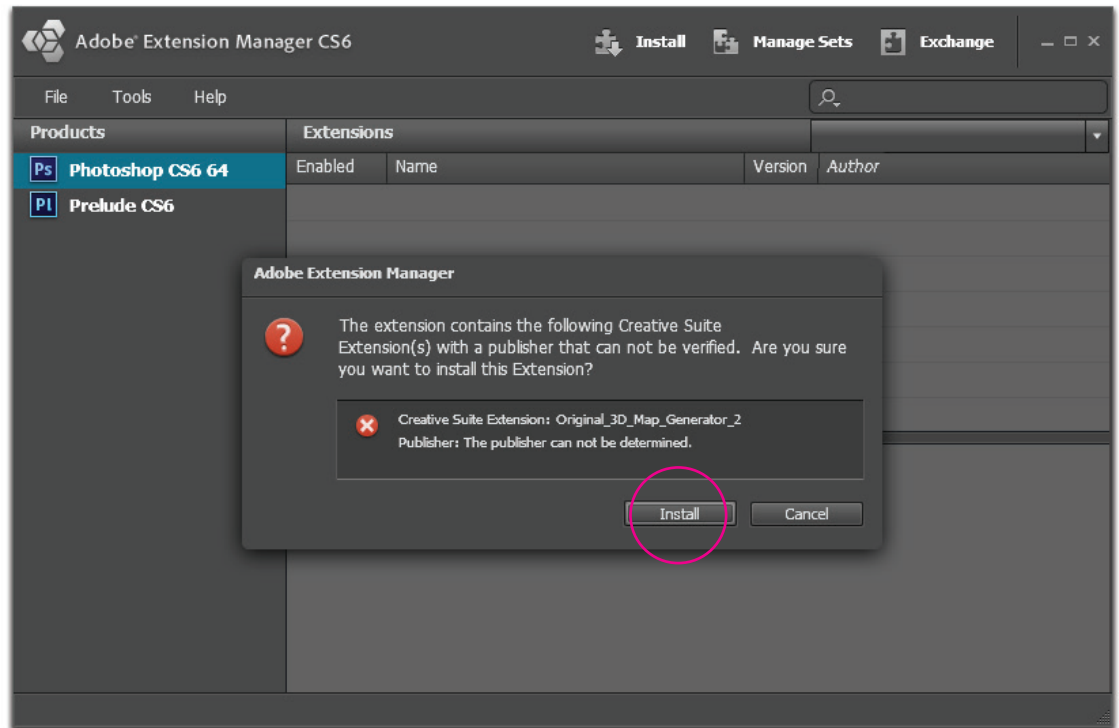 Adobe® Extension Manager CS6
Install Manage Sets Exchange
File Tools Help
Products Extensions
Ps Photoshop CS6 64
Enabled Name Version Author
Pl Prelude CS6
Adobe Extension Manager
The extension contains the following Creative Suite
Extension(s) with a publisher that can not be verified. Are you sure
you want to install this Extension?
Creative Suite Extension: Original_3D_Map_Generator_2
Publisher: The publisher can not be determined.
Install Cancel